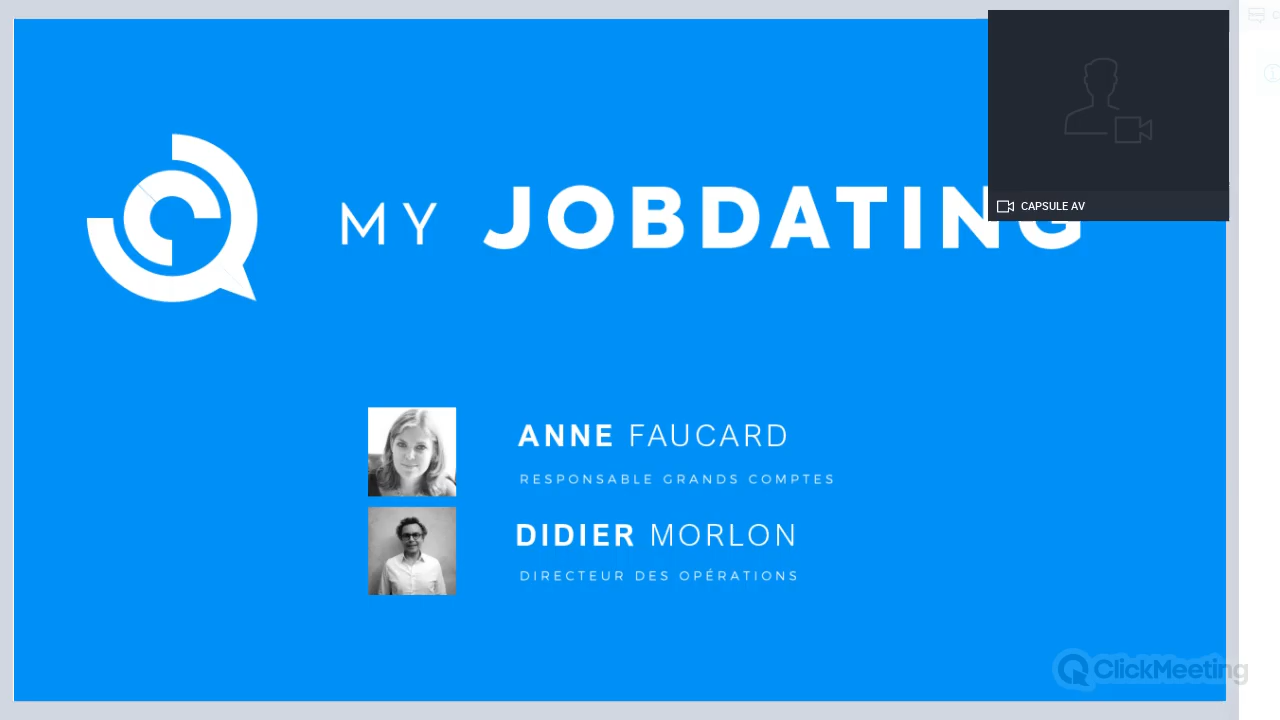 MY JOBDATING
CAPSULE AV
ANNE FAUCARD
RESPONSABLE GRANDS COMPTES
DIDIER MORLON
DIRECTEUR DES OPÉRATIONS
ClickMeeting